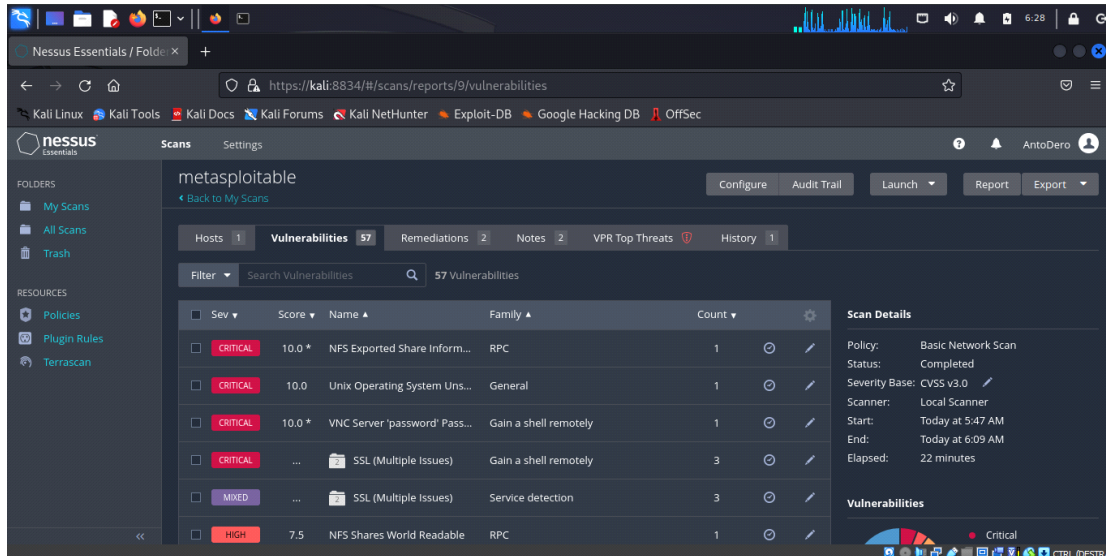 6:28
Nessus Essentials / Folde
https://kali:8834/#/scans/reports/9/vulnerabilities
Kali Linux Kali Tools Kali Docs Kali Forums Kali NetHunter Exploit-DB Google Hacking DB OffSec
nessus Essentials Scans Settings AntoDero
FOLDERS
My Scans
All Scans
Trash
RESOURCES
Policies
Plugin Rules
Terrascan
metasploitable
Back to My Scans
Configure Audit Trail Launch Report Export
Hosts 1 Vulnerabilities 57 Remediations 2 Notes 2 VPR Top Threats History 1
Filter Search Vulnerabilities 57 Vulnerabilities
Sev Score Name Family Count
CRITICAL 10.0 * NFS Exported Share Inform... RPC 1
CRITICAL 10.0 Unix Operating System Uns... General 1
CRITICAL 10.0 * VNC Server 'password' Pass... Gain a shell remotely 1
CRITICAL ... 2 SSL (Multiple Issues) Gain a shell remotely 3
MIXED ... 2 SSL (Multiple Issues) Service detection 3
HIGH 7.5 NFS Shares World Readable RPC 1
Scan Details
Policy: Basic Network Scan
Status: Completed
Severity Base: CVSS v3.0
Scanner: Local Scanner
Start: Today at 5:47 AM
End: Today at 6:09 AM
Elapsed: 22 minutes
Vulnerabilities
Critical